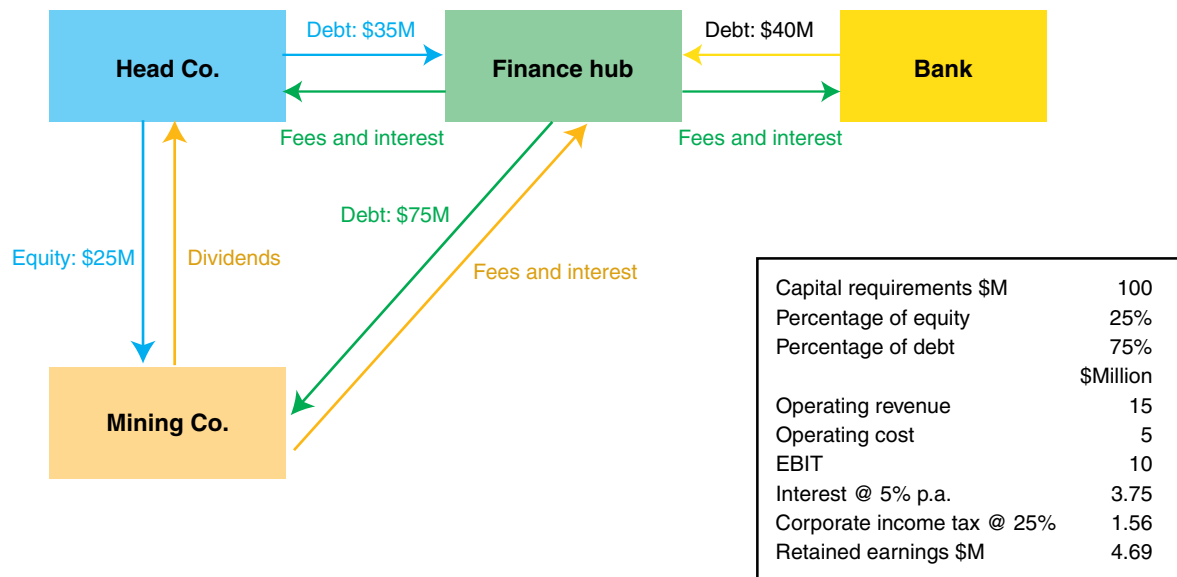 Debt: $35M
Debt: $40M
Head Co.
Finance hub
Bank
Fees and interest
Fees and interest
Debt: $75M
Equity: $25M
Dividends
Fees and interest
Mining Co.
Capital requirements $M 100
Percentage of equity 25%
Percentage of debt 75%
$Million
Operating revenue 15
Operating cost 5
EBIT 10
Interest @ 5% p.a. 3.75
Corporate income tax @ 25% 1.56
Retained earnings $M 4.69